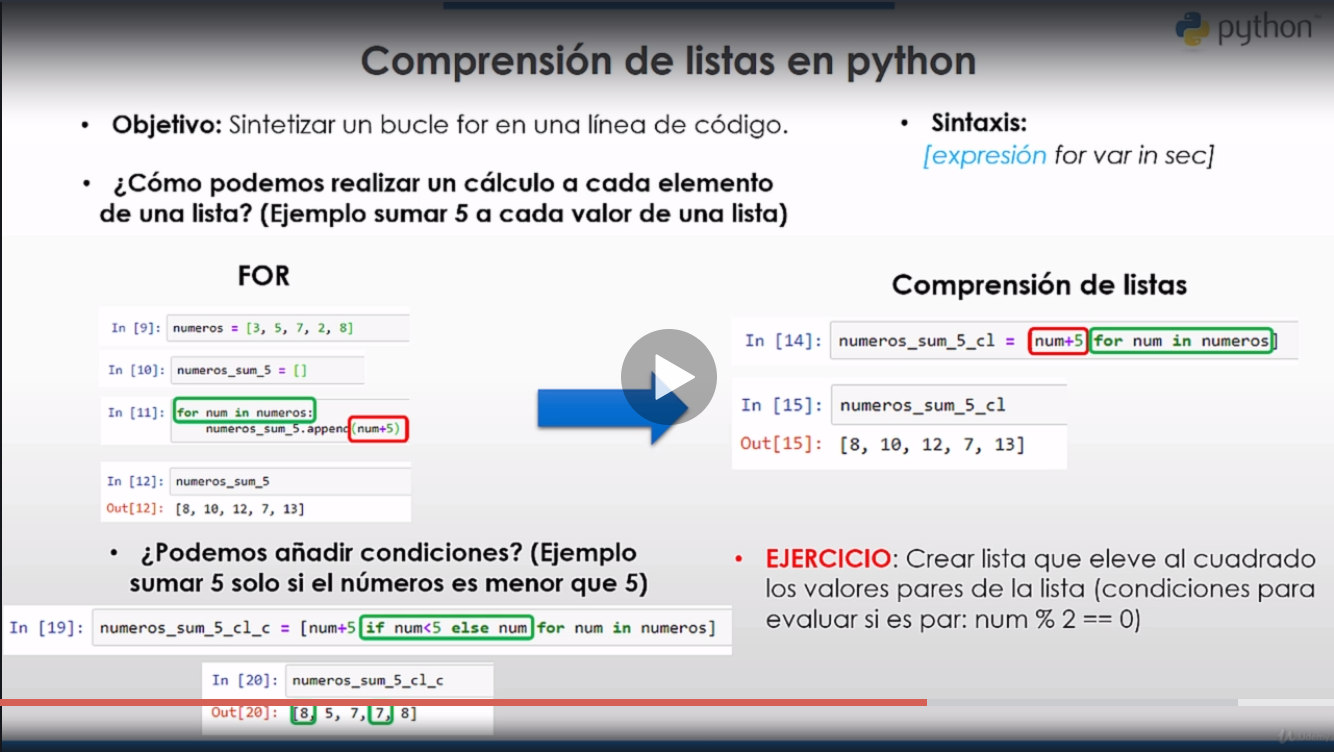 python
Comprensión de listas en python
• Objetivo: Sintetizar un bucle for en una línea de código.
• ¿Cómo podemos realizar un cálculo a cada elemento
de una lista? (Ejemplo sumar 5 a cada valor de una lista)
• Sintaxis:
[expresión for var in sec]
FOR
In [9]: numeros = [3, 5, 7, 2, 8]
In [10]: numeros_sum_5 = []
In [11]: for num in numeros:
numeros_sum_5.append(num+5)
In [12]: numeros_sum_5
Out[12]: [8, 10, 12, 7, 13]
Comprensión de listas
In [14]: numeros_sum_5_cl = num+5 for num in numeros]
In [15]: numeros_sum_5_cl
Out[15]: [8, 10, 12, 7, 13]
• ¿Podemos añadir condiciones? (Ejemplo
sumar 5 solo si el números es menor que 5)
In [19]: numeros_sum_5_cl_c = [num+5 if num<5 else num for num in numeros]
In [20]: numeros_sum_5_cl_c
Out[20]: [8, 5, 7, 7, 8]
• EJERCICIO: Crear lista que eleve al cuadrado
los valores pares de la lista (condiciones para
evaluar si es par: num % 2 == 0)